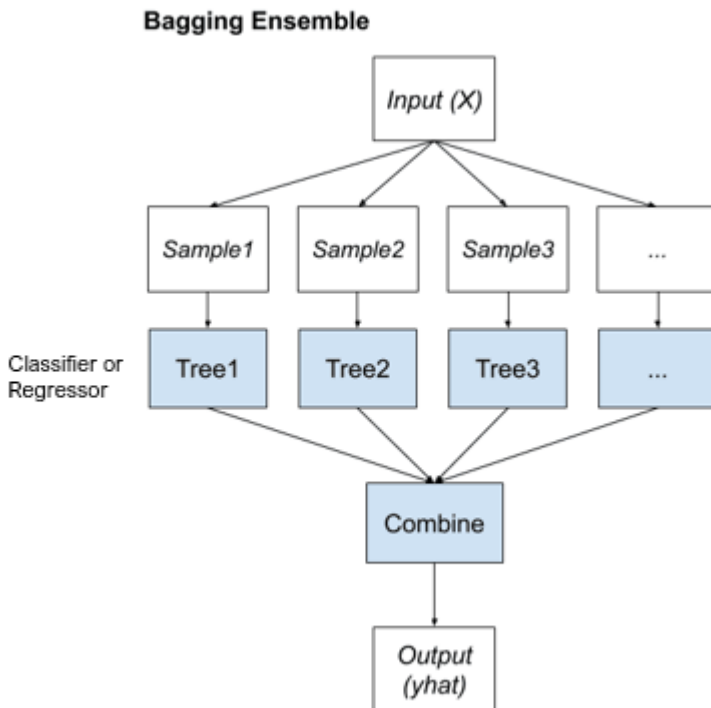 Bagging Ensemble
Input (X)
Sample1
Sample2
Sample3
...
Classifier or
Regressor
Tree1
Tree2
Tree3
...
Combine
Output
(yhat)